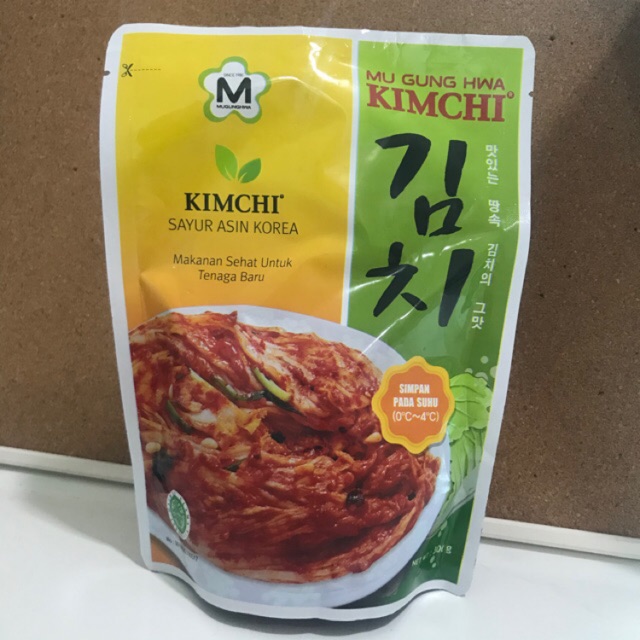 SINCE 1981
M
MUGUNGHWA
KIMCHI®
SAYUR ASIN KOREA
Makanan Sehat Untuk
Tenaga Baru
MU GUNG HWA
KIMCHI®
김치
맛있는 땅속 김치의 그맛
SIMPAN
PADA SUHU
(0°C~4°C)